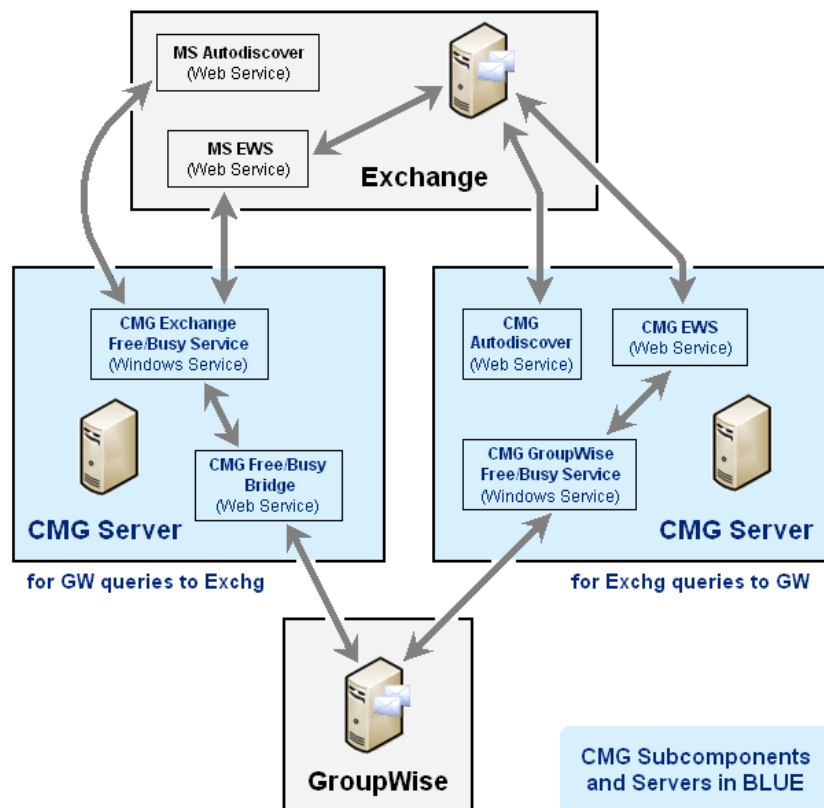 MS Autodiscover
(Web Service)
MS EWS
(Web Service)
Exchange
CMG Exchange
Free/Busy Service
(Windows Service)
CMG Free/Busy
Bridge
(Web Service)
CMG Server
for GW queries to Exchg
CMG
Autodiscover
(Web Service)
CMG EWS
(Web Service)
CMG GroupWise
Free/Busy Service
(Windows Service)
CMG Server
for Exchg queries to GW
GroupWise
CMG Subcomponents
and Servers in BLUE